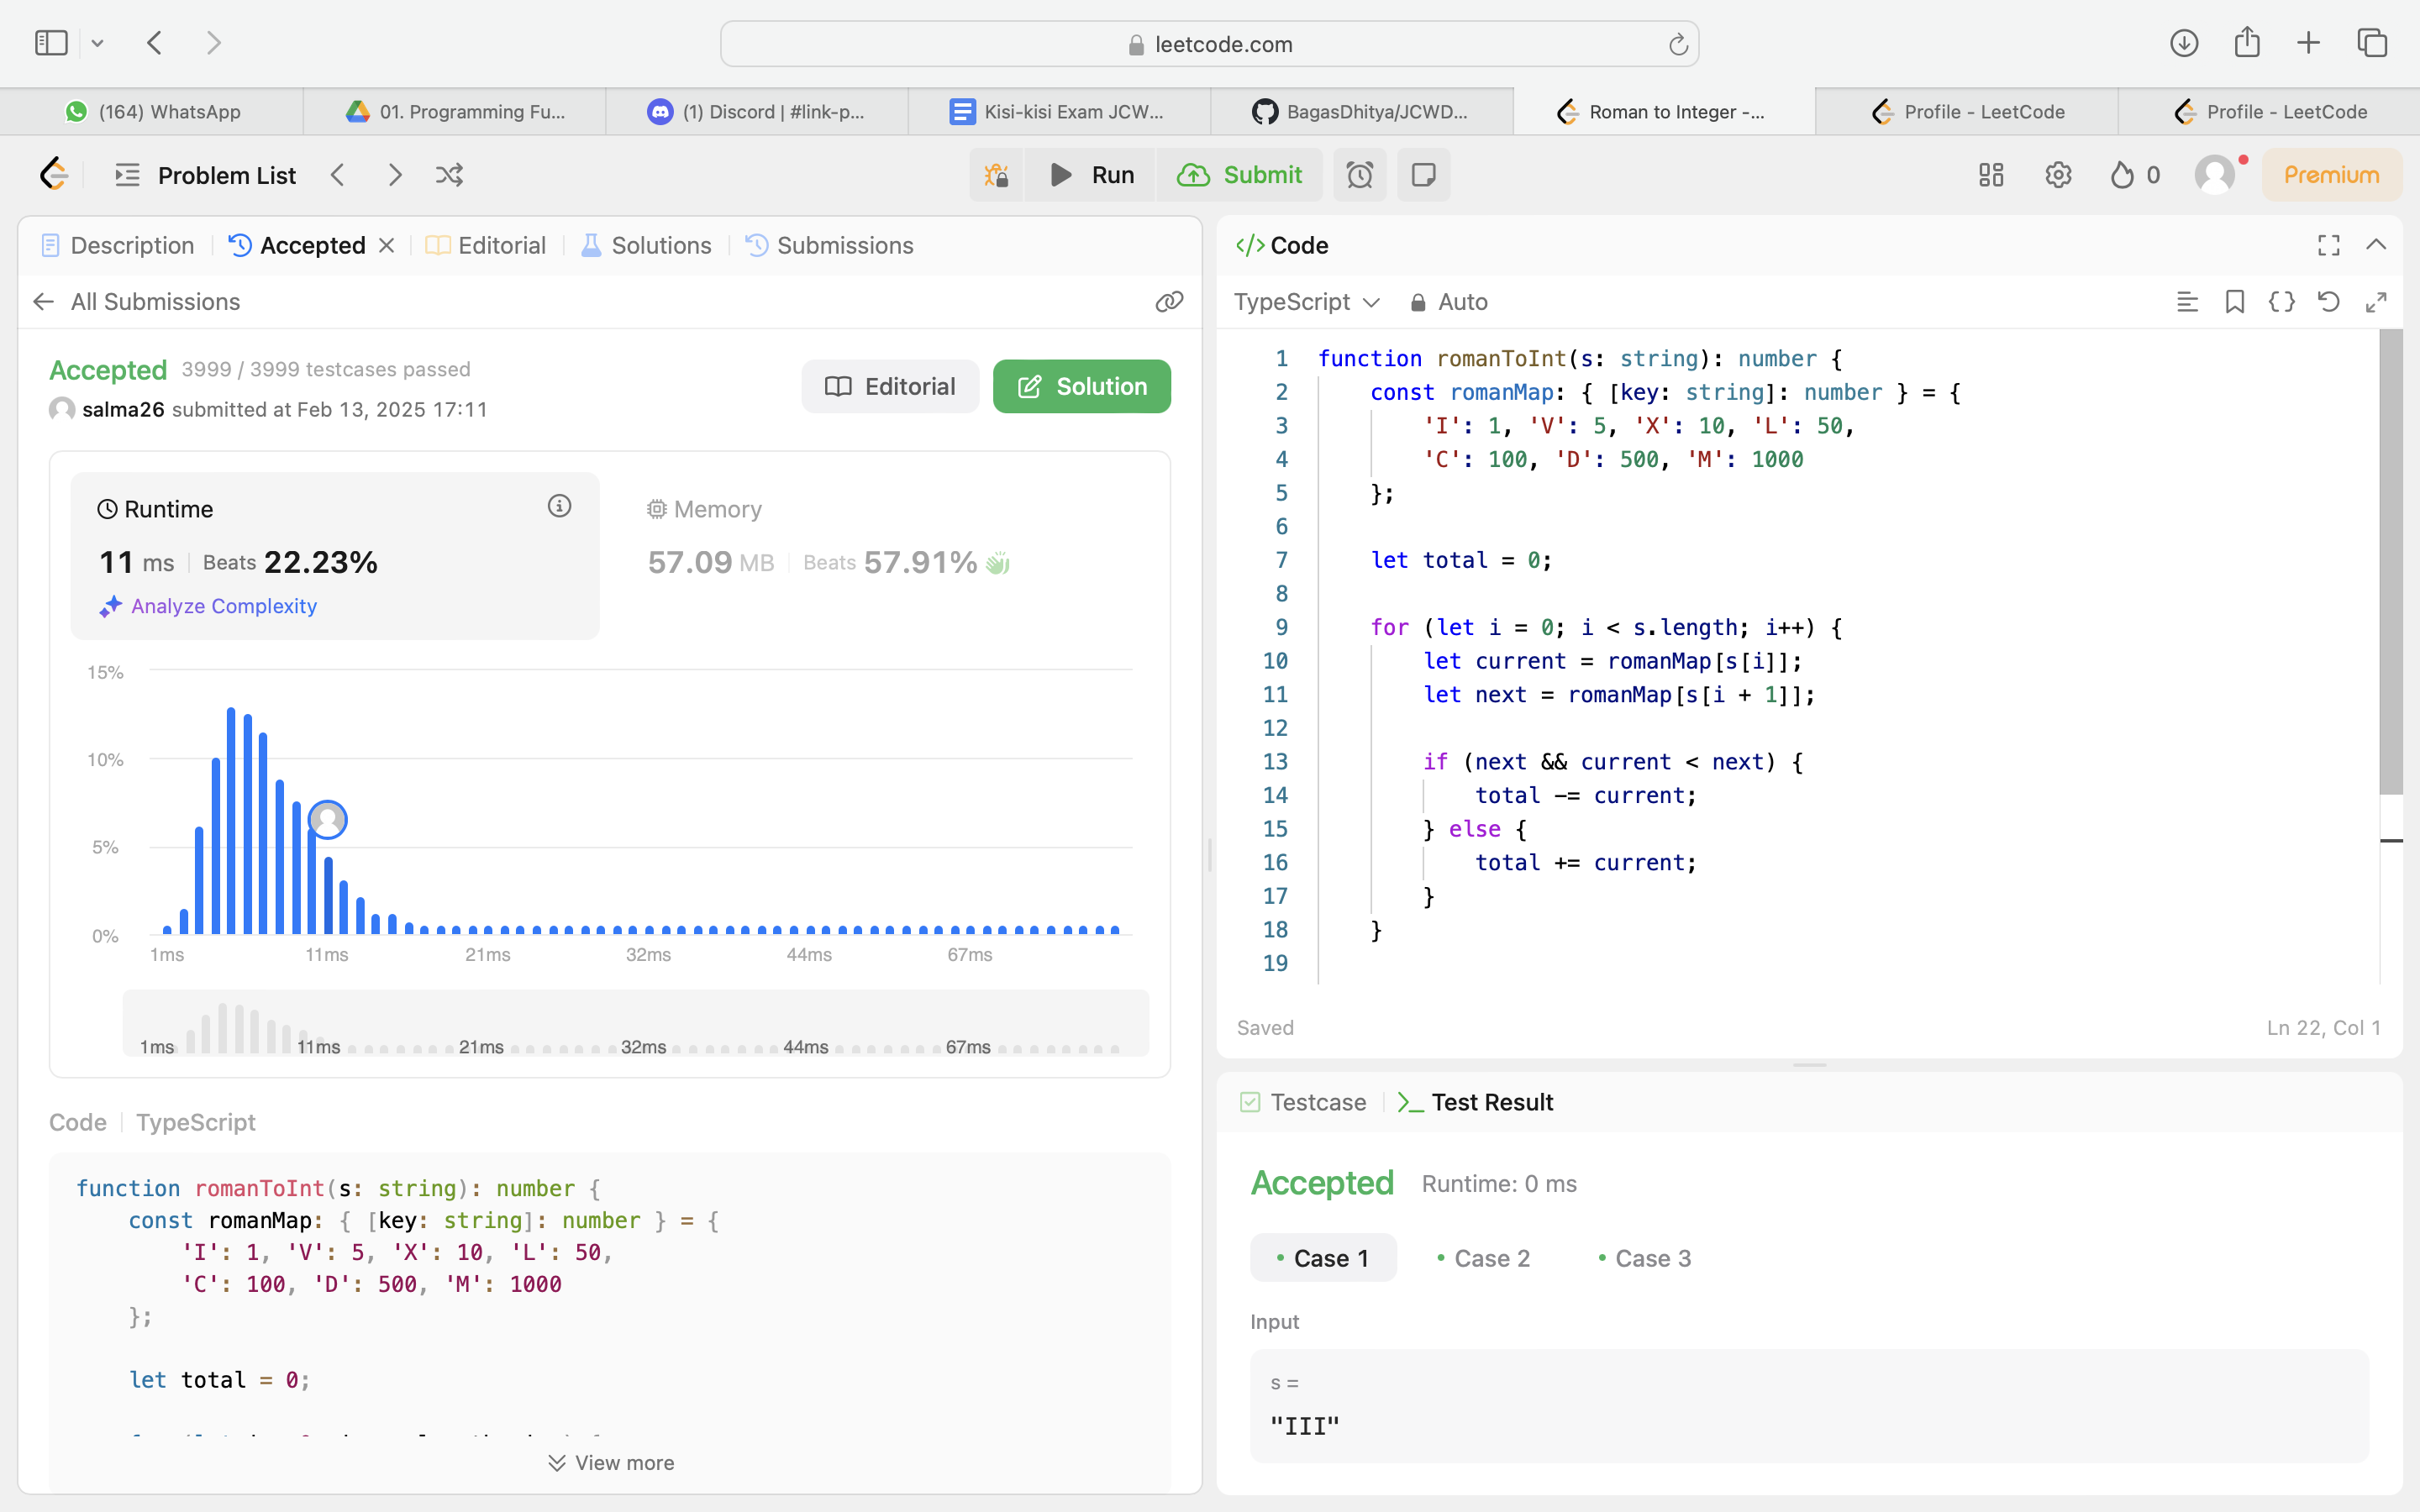 leetcode.com
(164) WhatsApp
01. Programming Fu...
(1) Discord | #link-p...
Kisi-kisi Exam JCW...
BagasDhitya/JCWD...
Roman to Integer -...
Profile - LeetCode
Profile - LeetCode
Problem List
Run
Submit
0
Premium
Description
Accepted
Editorial
Solutions
Submissions
All Submissions
Accepted 3999 / 3999 testcases passed
salma26 submitted at Feb 13, 2025 17:11
Editorial
Solution
Runtime
11 ms Beats 22.23%
Analyze Complexity
Memory
57.09 MB Beats 57.91%
15%
10%
5%
0%
1ms 11ms 21ms 32ms 44ms 67ms
1ms 11ms 21ms 32ms 44ms 67ms
Code TypeScript
function romanToInt(s: string): number {
    const romanMap: { [key: string]: number } = {
        'I': 1, 'V': 5, 'X': 10, 'L': 50,
        'C': 100, 'D': 500, 'M': 1000
    };
    let total = 0;
View more
</> Code
TypeScript
Auto
1 function romanToInt(s: string): number {
2     const romanMap: { [key: string]: number } = {
3         'I': 1, 'V': 5, 'X': 10, 'L': 50,
4         'C': 100, 'D': 500, 'M': 1000
5     };
6
7     let total = 0;
8
9     for (let i = 0; i < s.length; i++) {
10         let current = romanMap[s[i]];
11         let next = romanMap[s[i + 1]];
12
13         if (next && current < next) {
14             total -= current;
15         } else {
16             total += current;
17         }
18     }
19
Saved
Ln 22, Col 1
Testcase
Test Result
Accepted Runtime: 0 ms
Case 1
Case 2
Case 3
Input
s =
"III"